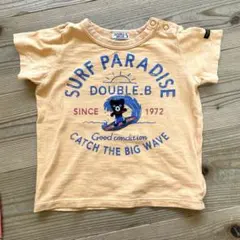 SURF PARADISE
DOUBLE.B
SINCE 1972
Good condition
CATCH THE BIG WAVE